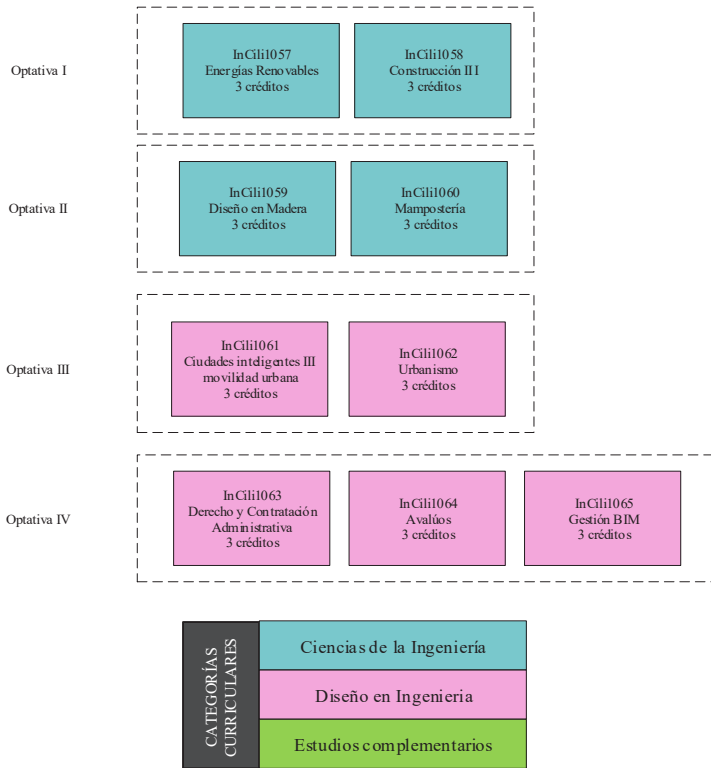 Optativa I
InCili1057
Energías Renovables
3 créditos
InCili1058
Construcción III
3 créditos
Optativa II
InCili1059
Diseño en Madera
3 créditos
InCili1060
Mampostería
3 créditos
Optativa III
InCili1061
Ciudades inteligentes III
movilidad urbana
3 créditos
InCili1062
Urbanismo
3 créditos
Optativa IV
InCili1063
Derecho y Contratación
Administrativa
3 créditos
InCili1064
Avalúos
3 créditos
InCili1065
Gestión BIM
3 créditos
CATEGORÍAS
CURRICULARES
Ciencias de la Ingeniería
Diseño en Ingenieria
Estudios complementarios